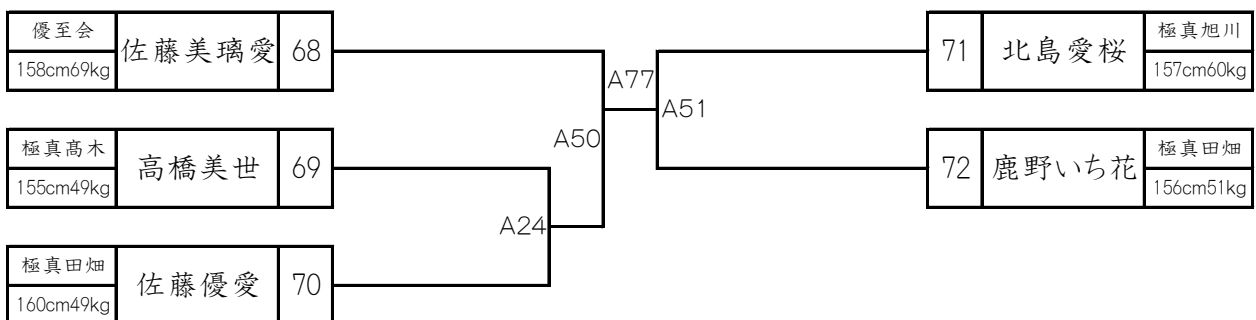 優至会
佐藤美璃愛
68
158cm69kg
極真髙木
高橋美世
69
155cm49kg
極真田畑
佐藤優愛
70
160cm49kg
A24
A50
A77
A51
71
北島愛桜
極真旭川
157cm60kg
72
鹿野いち花
極真田畑
156cm51kg